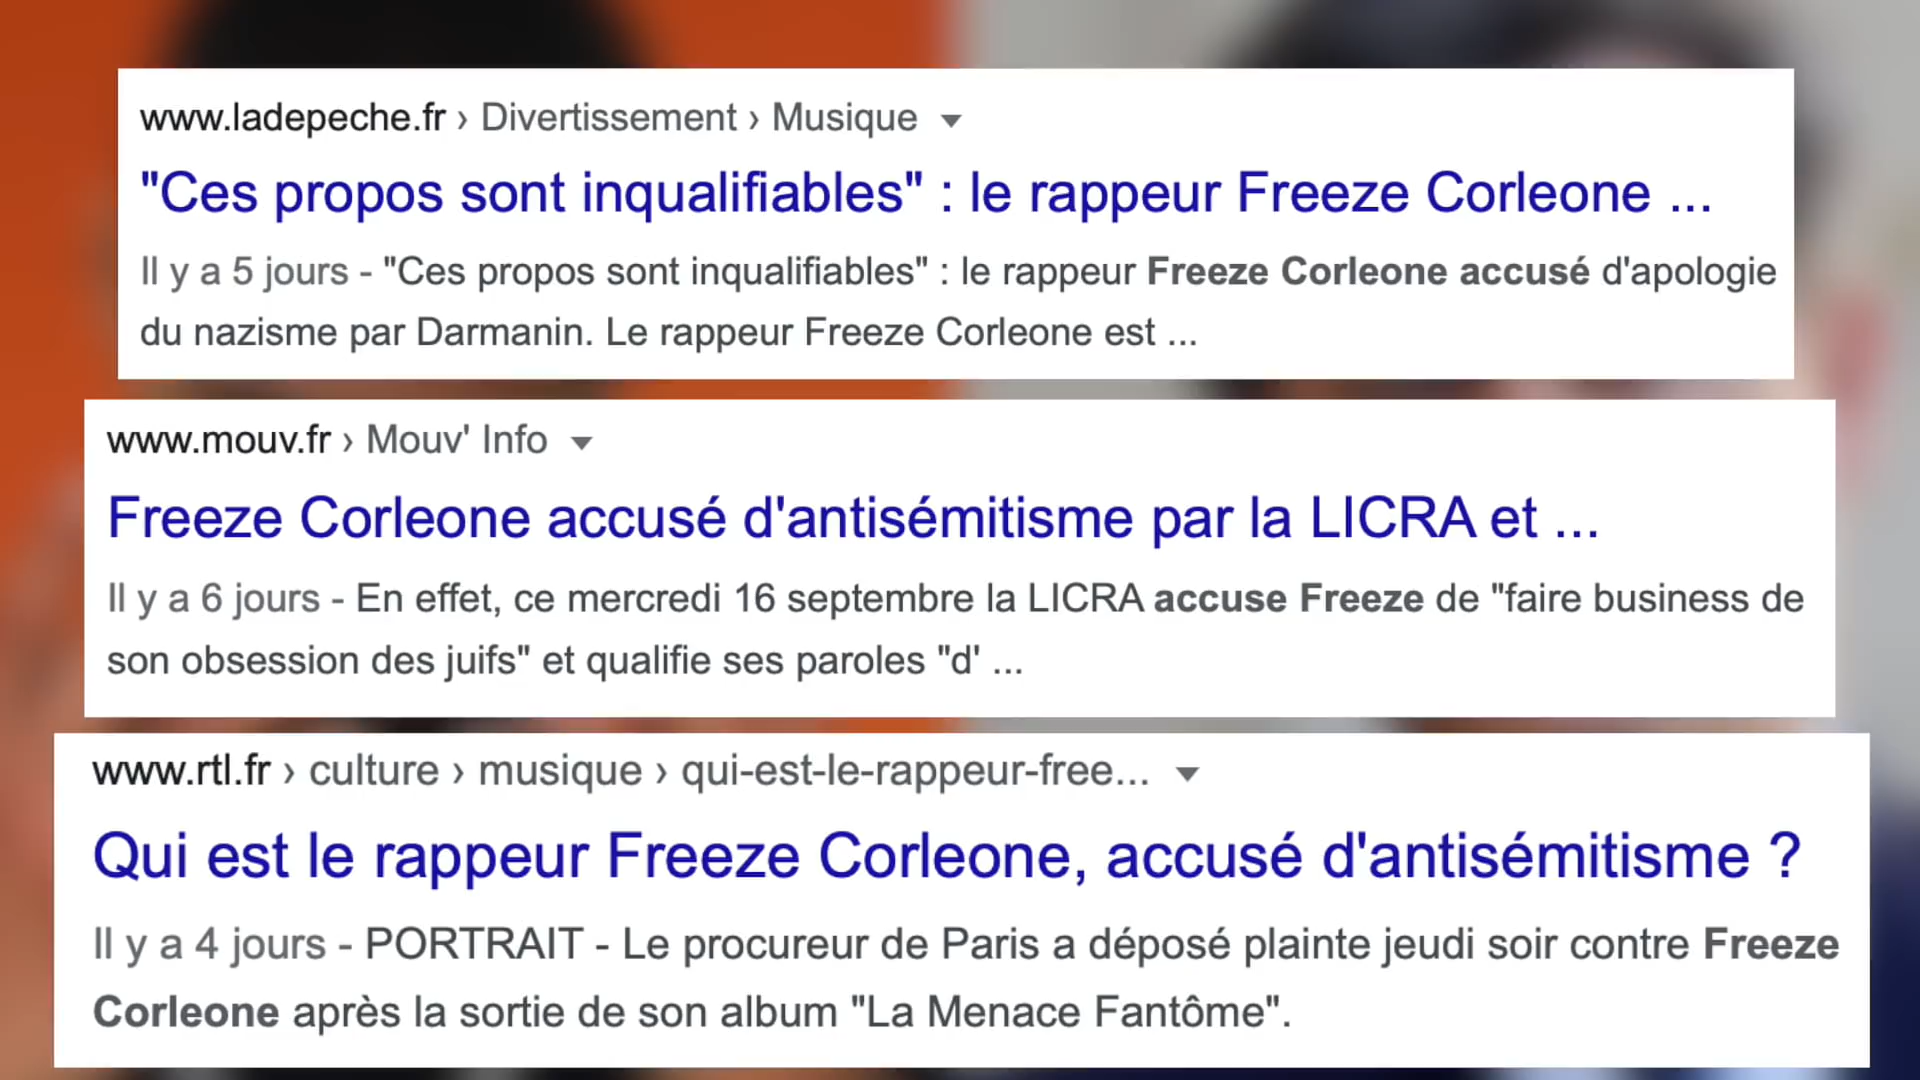 www.ladepeche.fr › Divertissement › Musique
"Ces propos sont inqualifiables" : le rappeur Freeze Corleone ...
Il y a 5 jours - "Ces propos sont inqualifiables" : le rappeur Freeze Corleone accusé d'apologie
du nazisme par Darmanin. Le rappeur Freeze Corleone est ...
www.mouv.fr › Mouv' Info
Freeze Corleone accusé d'antisémitisme par la LICRA et ...
Il y a 6 jours - En effet, ce mercredi 16 septembre la LICRA accuse Freeze de "faire business de
son obsession des juifs" et qualifie ses paroles "d' ...
www.rtl.fr › culture › musique › qui-est-le-rappeur-free...
Qui est le rappeur Freeze Corleone, accusé d'antisémitisme ?
Il y a 4 jours - PORTRAIT - Le procureur de Paris a déposé plainte jeudi soir contre Freeze
Corleone après la sortie de son album "La Menace Fantôme".